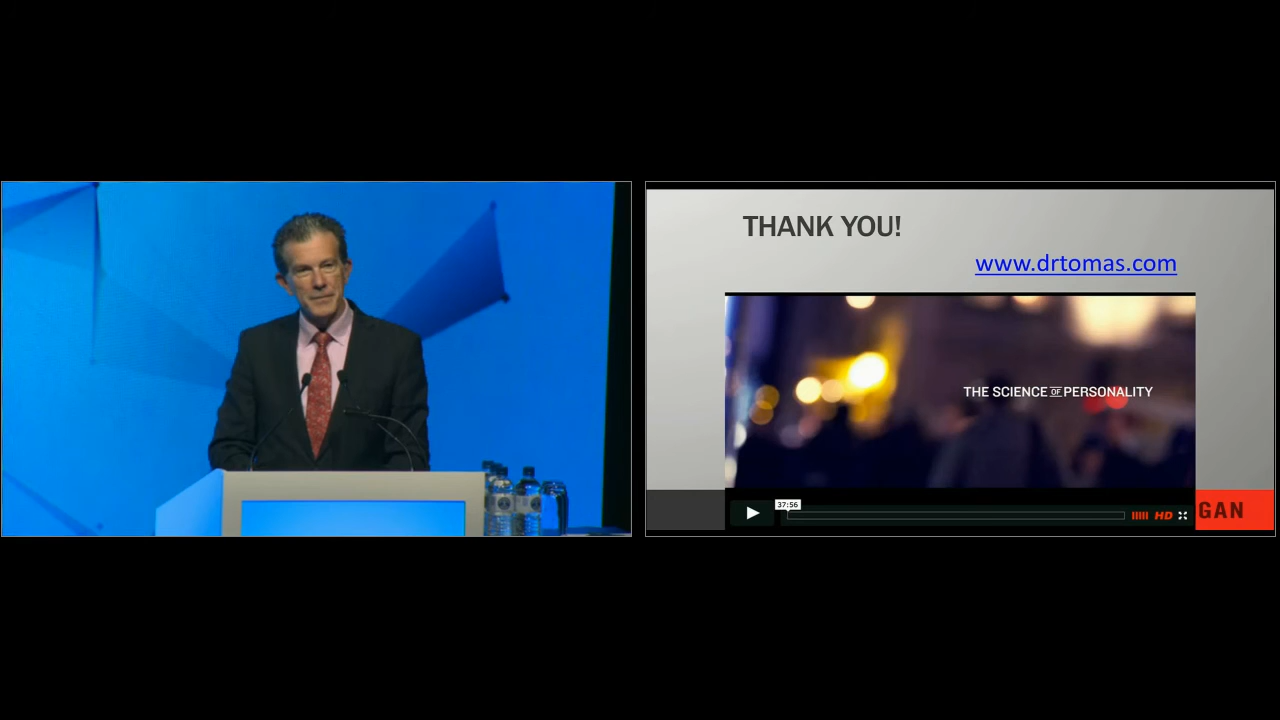 THANK YOU!
www.drtomas.com
THE SCIENCE OF PERSONALITY
37:56
HD
GAN